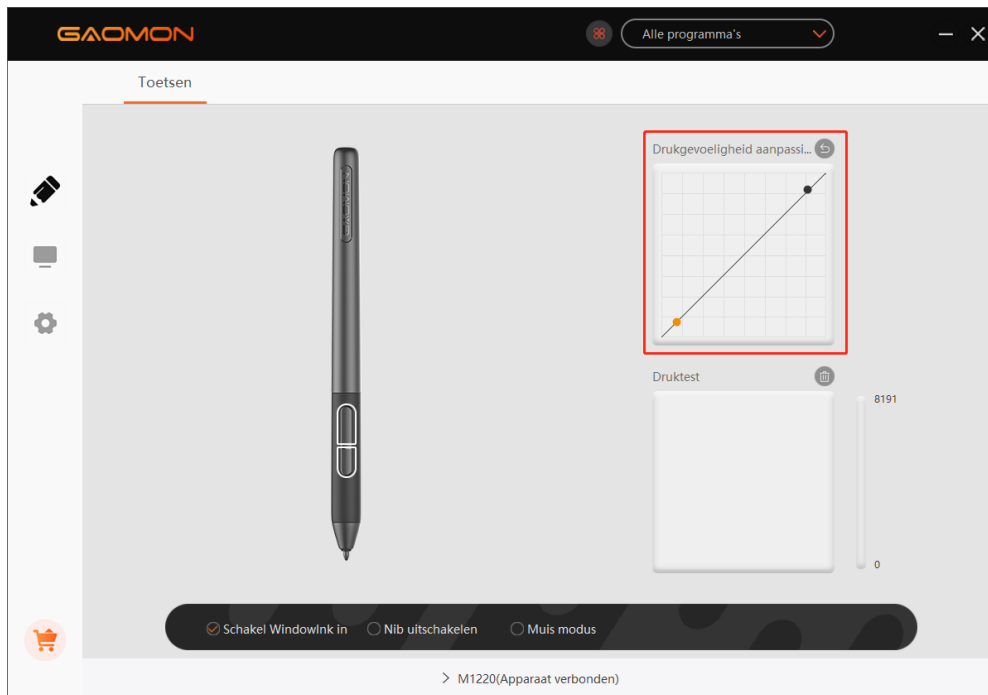 GAOMON
Alle programma's
Toetsen
Drukgevoeligheid aanpassi...
GAOMON
Druktest
8191
0
Schakel WindowInk in
Nib uitschakelen
Muis modus
M1220(Apparaat verbonden)